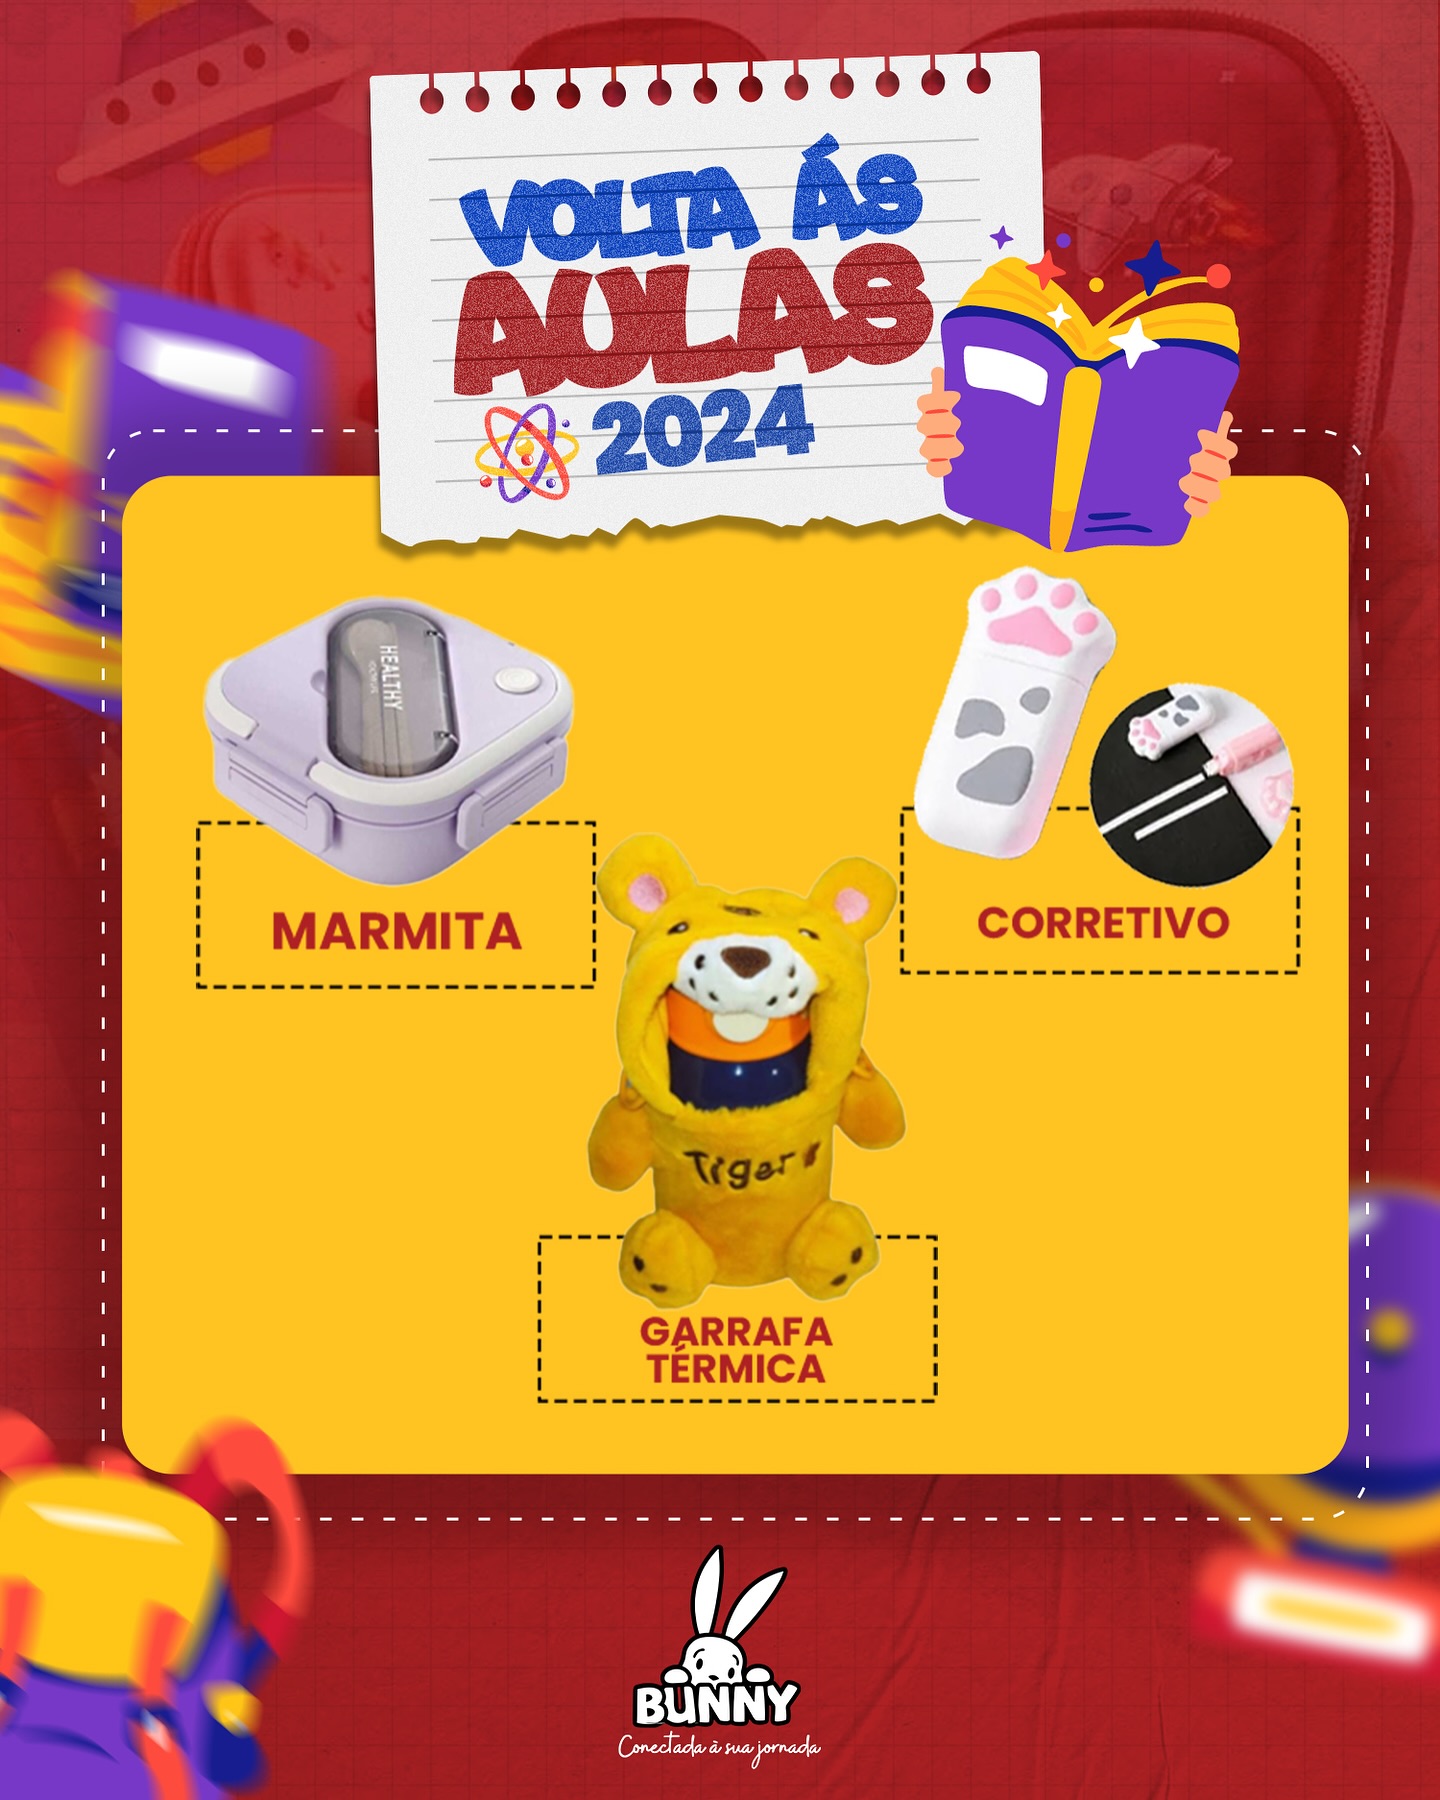 VOLTA ÁS
AULAS
2024
HEALTHY
MARMITA
CORRETIVO
Tiger
GARRAFA
TÉRMICA
BUNNY
Conectada à sua jornada